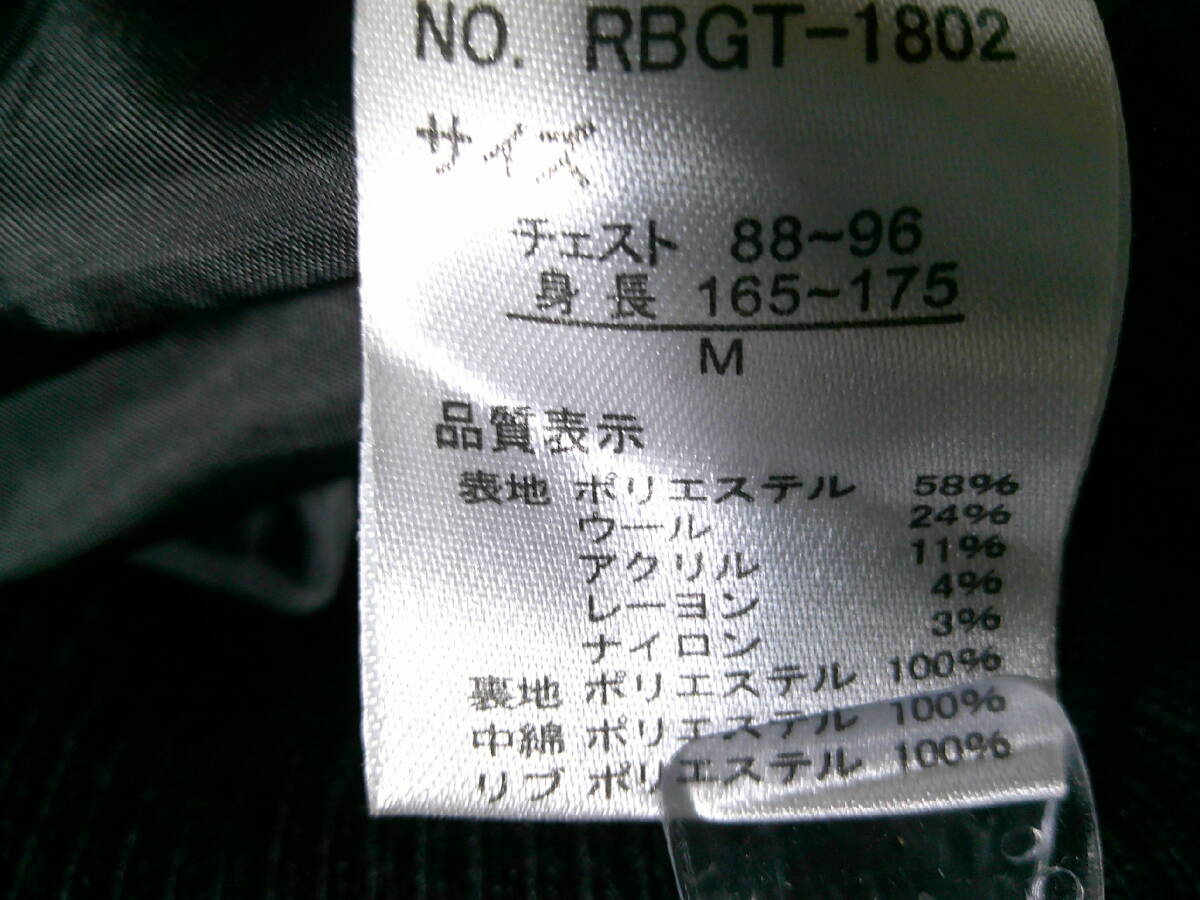 NO. RBGT-1802
サイズ
チェスト 88~96
身長 165~175
M
品質表示
表地 ポリエステル 58%
ウール 24%
アクリル 11%
レーヨン 4%
ナイロン 3%
裏地 ポリエステル 100%
中綿 ポリエステル 100%
リブ ポリエステル 100%